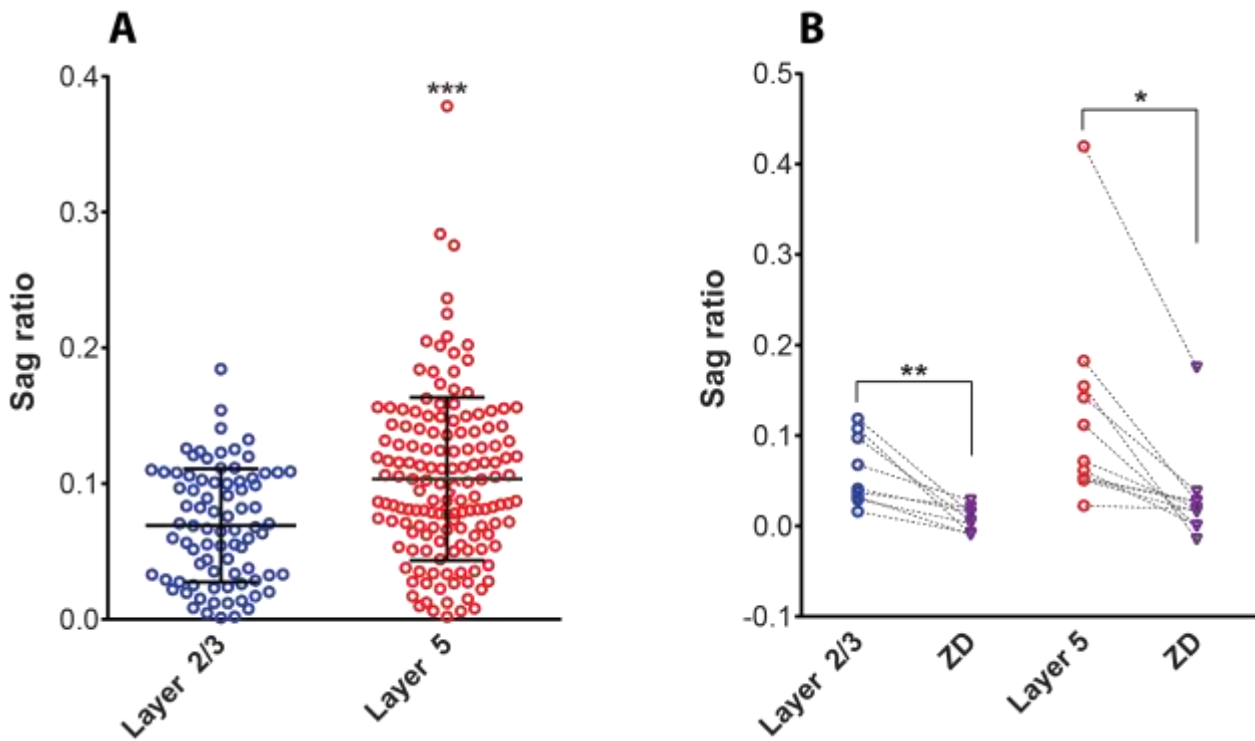 A
Sag ratio
0.4
0.3
0.2
0.1
0.0
***
Layer 2/3
Layer 5
B
Sag ratio
0.5
0.4
0.3
0.2
0.1
0.0
-0.1
**
*
Layer 2/3
ZD
Layer 5
ZD